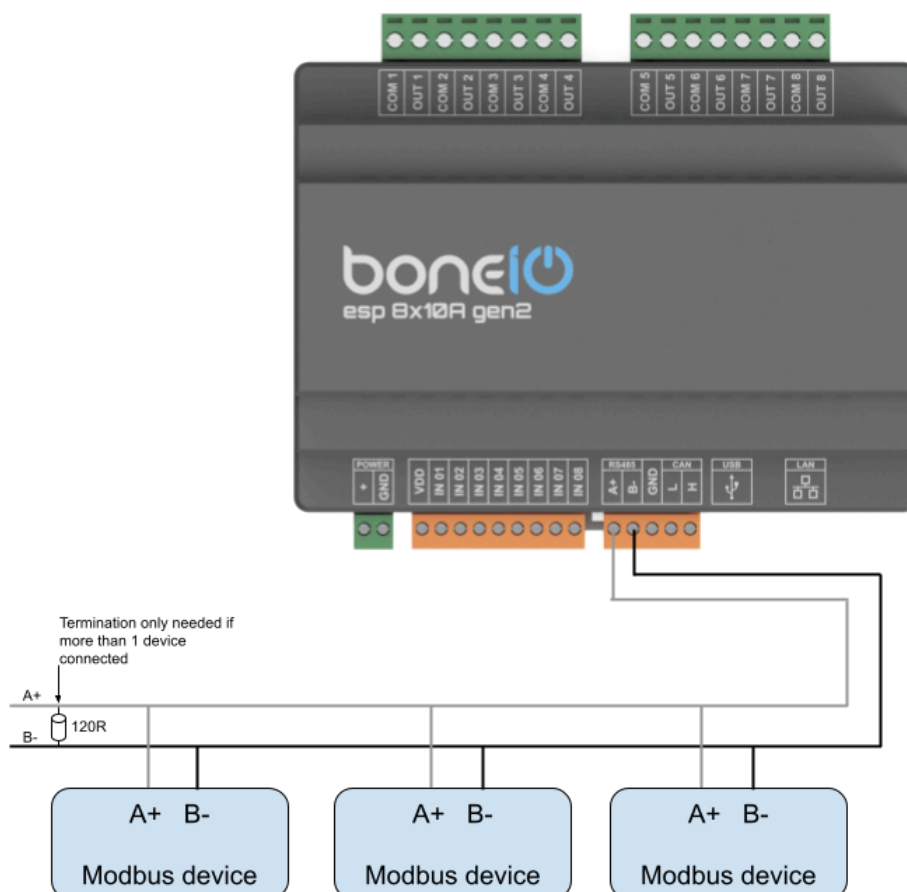 COM 1 OUT 1 COM 2 OUT 2 COM 3 OUT 3 COM 4 OUT 4
COM 5 OUT 5 COM 6 OUT 6 COM 7 OUT 7 COM 8 OUT 8
boneio
esp 8x10A gen2
POWER RS485 CAN USB LAN
+ GND VDD IN 01 IN 02 IN 03 IN 04 IN 05 IN 06 IN 07 IN 08 A+ B- GND L H
Termination only needed if
more than 1 device
connected
A+
120R
B-
A+ B- A+ B- A+ B-
Modbus device Modbus device Modbus device